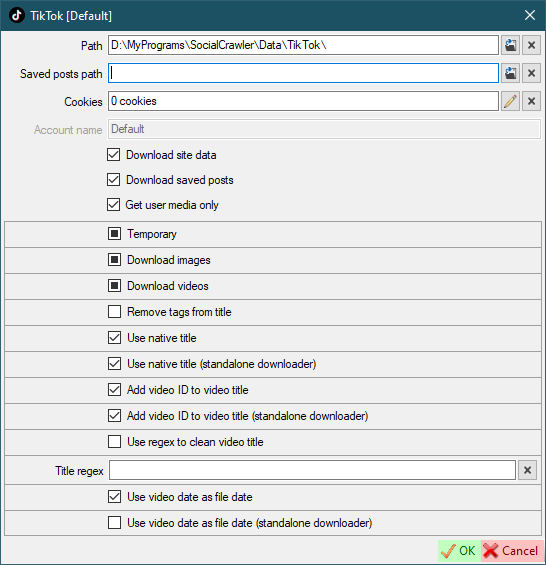 TikTok [Default]
Path D:\MyPrograms\SocialCrawler\Data\TikTok\
Saved posts path
Cookies 0 cookies
Account name Default
Download site data
Download saved posts
Get user media only
Temporary
Download images
Download videos
Remove tags from title
Use native title
Use native title (standalone downloader)
Add video ID to video title
Add video ID to video title (standalone downloader)
Use regex to clean video title
Title regex
Use video date as file date
Use video date as file date (standalone downloader)
OK Cancel